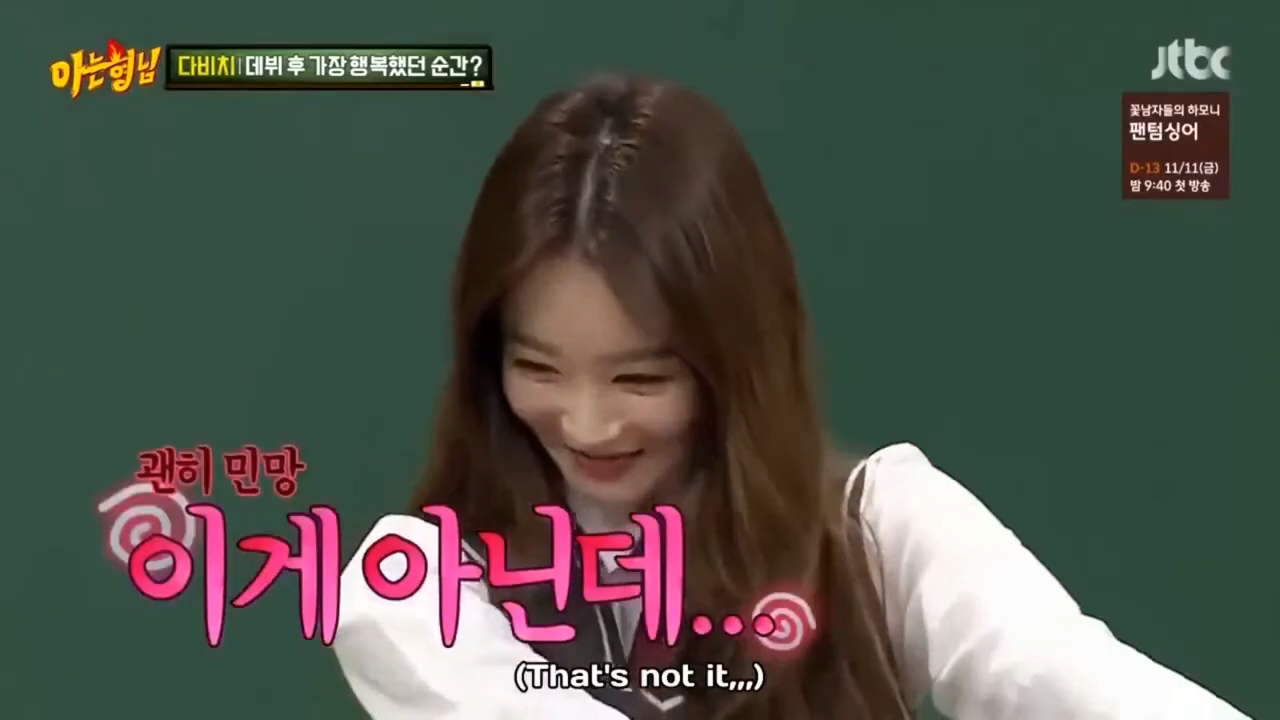 아는형님
다비치 데뷔 후 가장 행복했던 순간?
jtbc
꽃남자들의 하모니
팬텀싱어
D-13 11/11(금)
밤 9:40 첫 방송
괜히 민망
이게 아닌데...
(That's not it,,,)